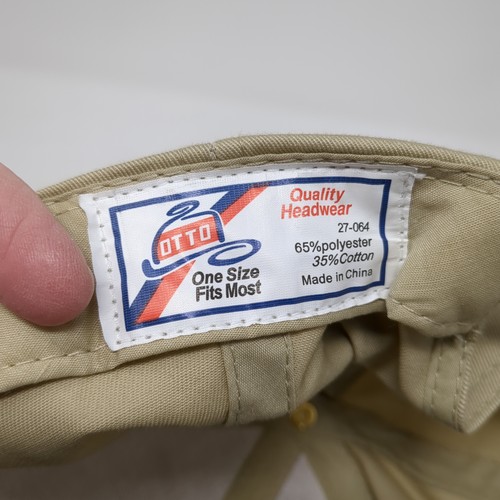 OTTO
One Size
Fits Most
Quality
Headwear
27-064
65%polyester
35%Cotton
Made in China